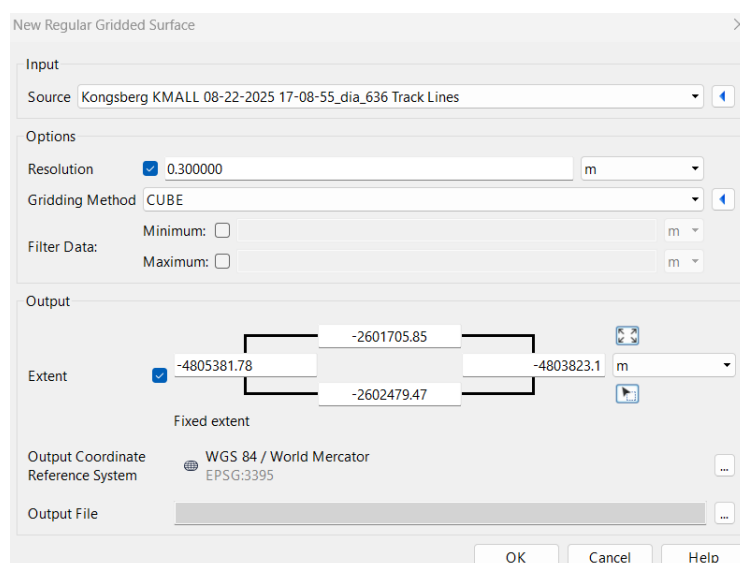 New Regular Gridded Surface
Input
Source Kongsberg KMALL 08-22-2025 17-08-55_dia_636 Track Lines
Options
Resolution 0.300000 m
Gridding Method CUBE
Filter Data:
Minimum: m
Maximum: m
Output
-2601705.85
Extent -4805381.78 -4803823.1 m
-2602479.47
Fixed extent
Output Coordinate Reference System
WGS 84 / World Mercator
EPSG:3395
...
Output File ...
OK Cancel Help